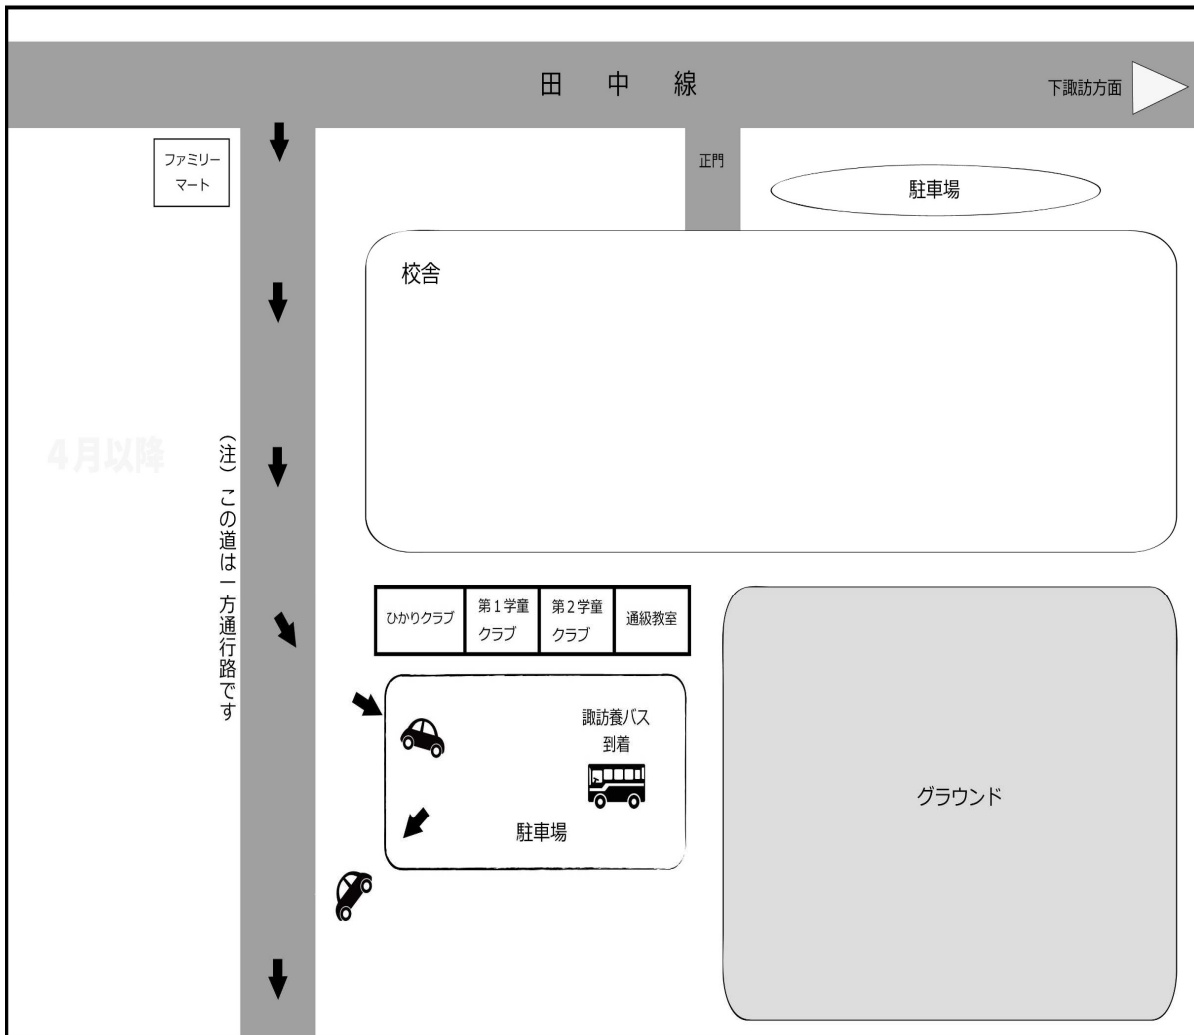 田中線
下諏訪方面
ファミリー
マート
正門
駐車場
校舎
4月以降
(注) この道は一方通行路です
ひかりクラブ
第1学童
クラブ
第2学童
クラブ
通級教室
諏訪養バス
到着
駐車場
グラウンド